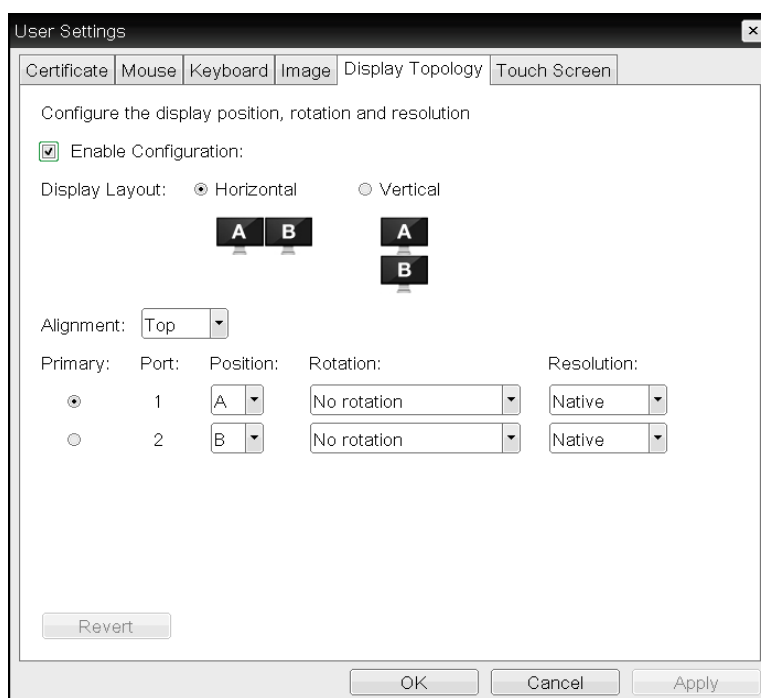 User Settings
Certificate Mouse Keyboard Image Display Topology Touch Screen
Configure the display position, rotation and resolution
Enable Configuration:
Display Layout: Horizontal Vertical
A B A
B
Alignment: Top
Primary: Port: Position: Rotation: Resolution:
1 A No rotation Native
2 B No rotation Native
Revert
OK Cancel Apply